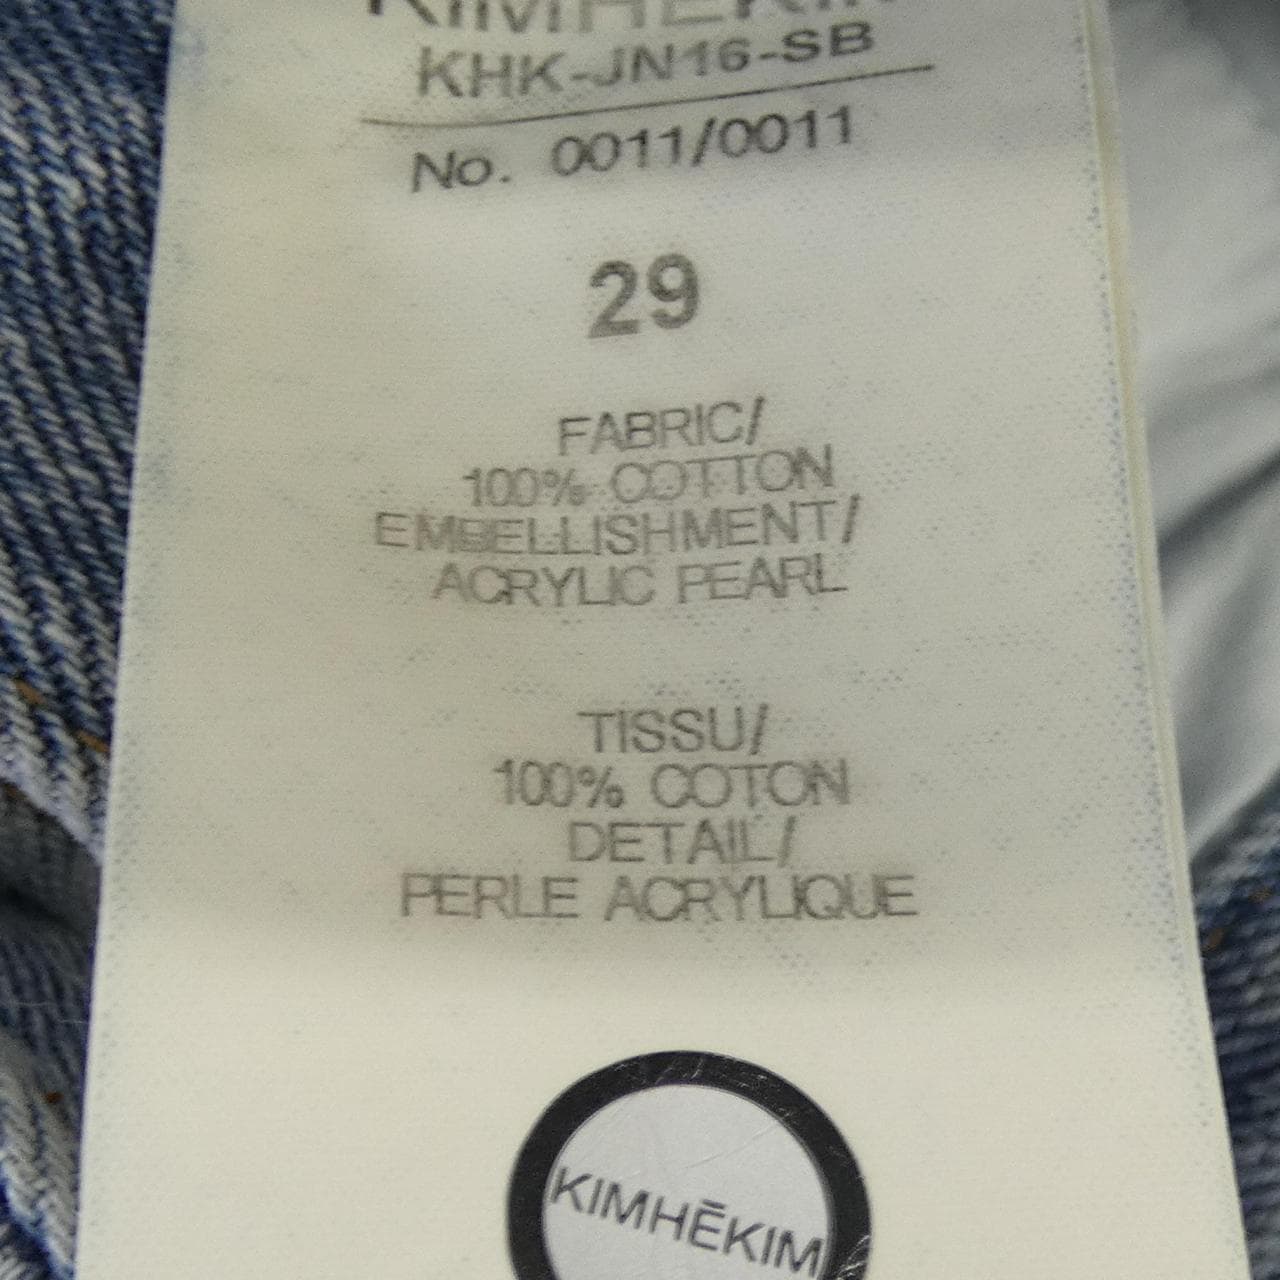 KIMHĒKIM
KHK-JN16-SB
No. 0011/0011
29
FABRIC/
100% COTTON
EMBELLISHMENT/
ACRYLIC PEARL
TISSU/
100% COTON
DETAIL/
PERLE ACRYLIQUE
KIMHĒKIM